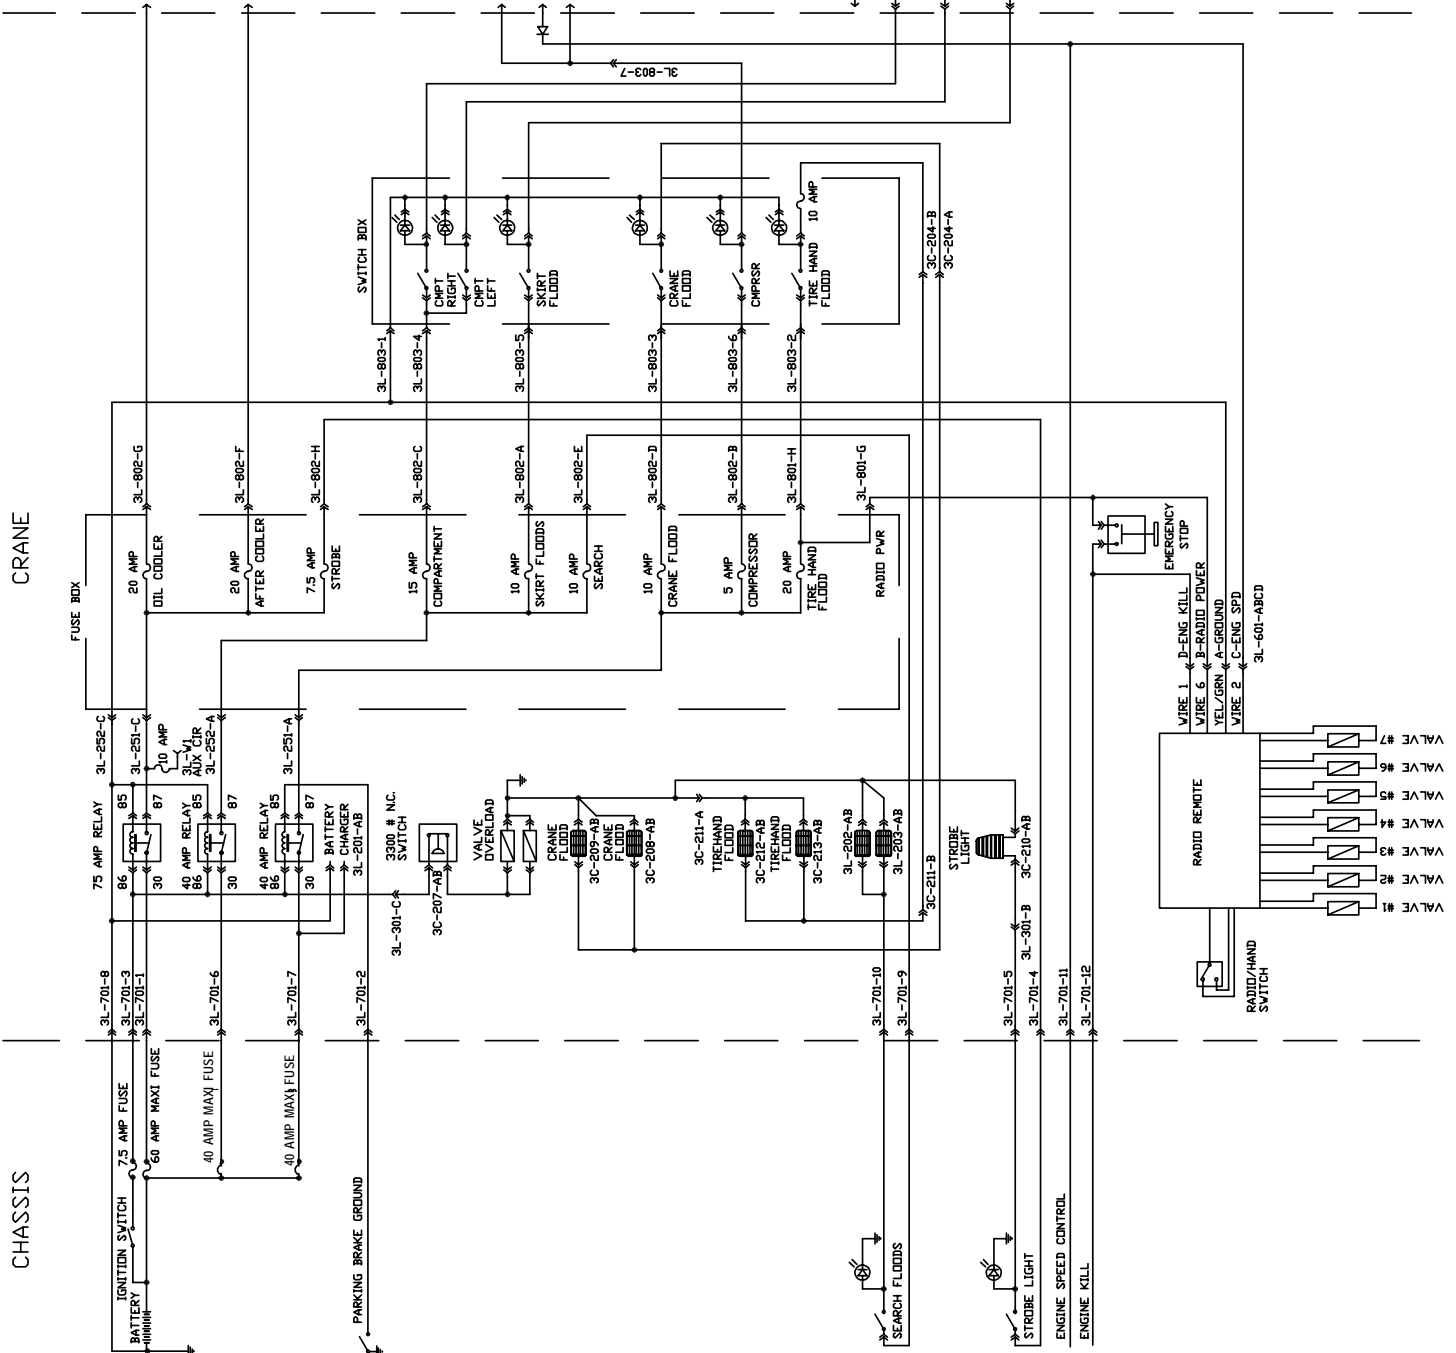 3L-803-7
SWITCH BOX
CMPT
RIGHT
CMPT
LEFT
SKIRT
FLOOD
CRANE
FLOOD
CMPRSR
TIRE HAND
FLOOD
10 AMP
3C-204-B
3C-204-A
3L-803-1
3L-803-4
3L-803-5
3L-803-3
3L-803-6
3L-803-2
CRANE
3L-802-G
3L-802-F
3L-802-H
3L-802-C
3L-802-A
3L-802-E
3L-802-D
3L-802-B
3L-801-H
3L-801-G
FUSE BOX
20 AMP
OIL COOLER
20 AMP
AFTER COOLER
7.5 AMP
STROBE
15 AMP
COMPARTMENT
10 AMP
SKIRT FLOODS
10 AMP
SEARCH
10 AMP
CRANE FLOOD
5 AMP
COMPRESSOR
20 AMP
TIRE HAND
FLOOD
RADIO PWR
EMERGENCY
STOP
WIRE 1 D-ENG KILL
WIRE 6 B-RADIO POWER
YEL/GRN A-GROUND
WIRE 2 C-ENG SPD
3L-601-ABCD
3L-252-C
3L-251-C
10 AMP
3L-W1
AUX CIR
3L-252-A
3L-251-A
75 AMP RELAY
85
87
86
30
40 AMP RELAY
85
87
86
30
40 AMP RELAY
85
87
86
30
BATTERY
CHARGER
3L-201-AB
3300 # N.C.
SWITCH
3C-207-AB
3L-301-C
VALVE
OVERLOAD
CRANE
FLOOD
3C-209-AB
CRANE
FLOOD
3C-208-AB
3C-211-A
TIREHAND
FLOOD
3C-212-AB
TIREHAND
FLOOD
3C-213-AB
3L-202-AB
3L-203-AB
3C-211-B
STROBE
LIGHT
3C-210-AB
3L-301-B
RADIO REMOTE
VALVE #7
VALVE #6
VALVE #5
VALVE #4
VALVE #3
VALVE #2
VALVE #1
RADIO/HAND
SWITCH
3L-701-8
3L-701-3
3L-701-1
3L-701-6
3L-701-7
3L-701-2
3L-701-10
3L-701-9
3L-701-5
3L-701-4
3L-701-11
3L-701-12
CHASSIS
7.5 AMP FUSE
60 AMP MAXI FUSE
40 AMP MAXI FUSE
40 AMP MAXI FUSE
IGNITION SWITCH
BATTERY
PARKING BRAKE GROUND
SEARCH FLOODS
STROBE LIGHT
ENGINE SPEED CONTROL
ENGINE KILL